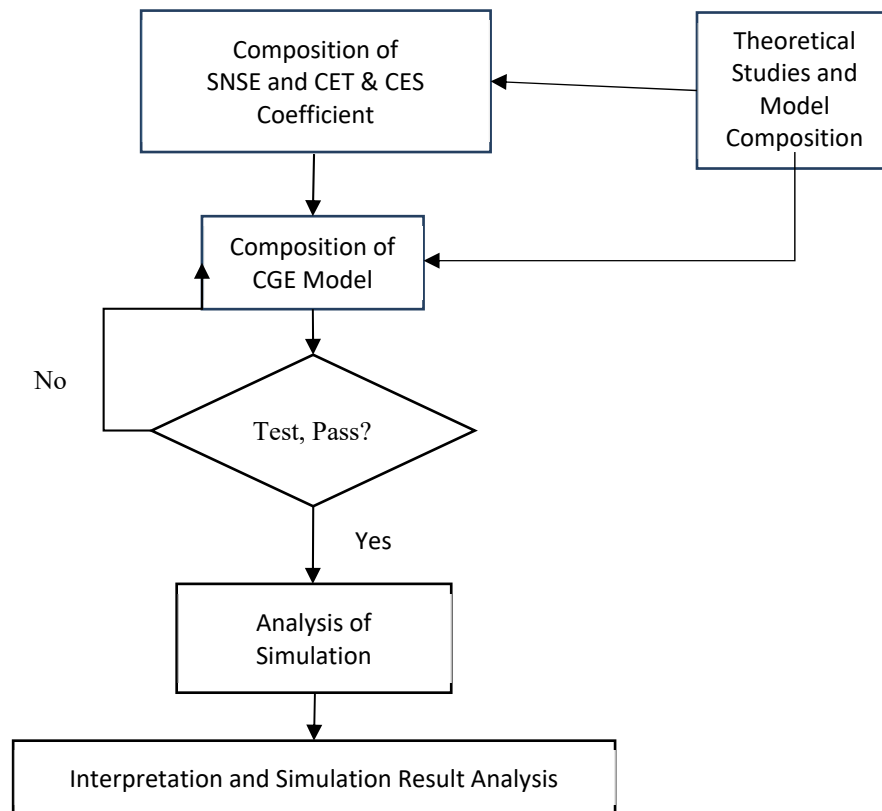 Composition of
SNSE and CET & CES
Coefficient
Theoretical
Studies and
Model
Composition
Composition of
CGE Model
No
Test, Pass?
Yes
Analysis of
Simulation
Interpretation and Simulation Result Analysis